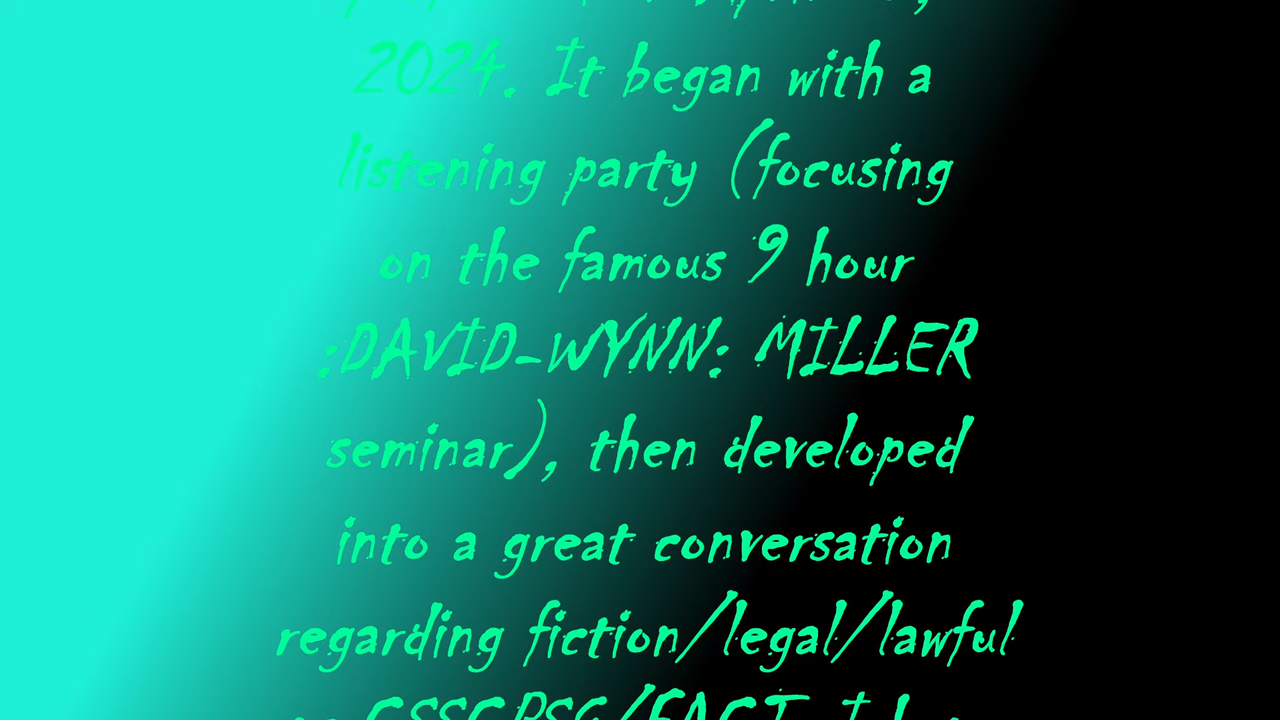 2024. It began with a
listening party (focusing
on the famous 9 hour
:DAVID-WYNN: MILLER
seminar), then developed
into a great conversation
regarding fiction/legal/lawful